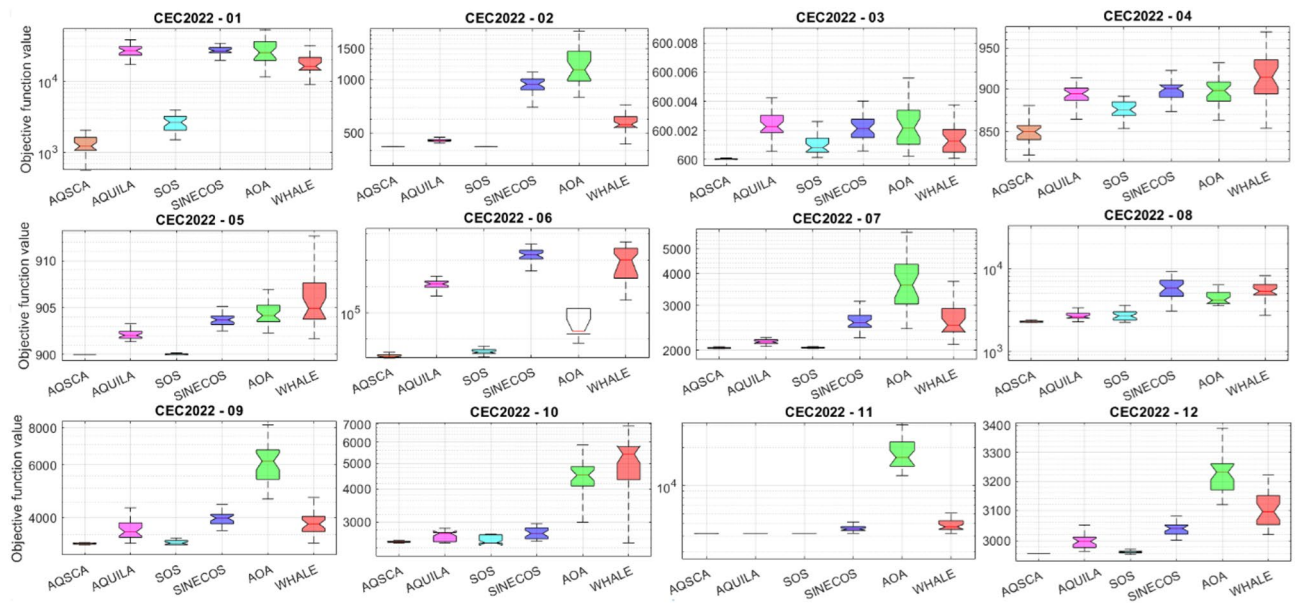 CEC2022 - 01
CEC2022 - 02
CEC2022 - 03
CEC2022 - 04
Objective function value
10^4
10^3
AQSCA AQUILA SOS SINECOS AOA WHALE
1500
1000
500
AQSCA AQUILA SOS SINECOS AOA WHALE
600.008
600.006
600.004
600.002
600
AQSCA AQUILA SOS SINECOS AOA WHALE
950
900
850
AQSCA AQUILA SOS SINECOS AOA WHALE
CEC2022 - 05
CEC2022 - 06
CEC2022 - 07
CEC2022 - 08
Objective function value
910
905
900
AQSCA AQUILA SOS SINECOS AOA WHALE
10^5
AQSCA AQUILA SOS SINECOS AOA WHALE
5000
4000
3000
2000
AQSCA AQUILA SOS SINECOS AOA WHALE
10^4
10^3
AQSCA AQUILA SOS SINECOS AOA WHALE
CEC2022 - 09
CEC2022 - 10
CEC2022 - 11
CEC2022 - 12
Objective function value
8000
6000
4000
AQSCA AQUILA SOS SINECOS AOA WHALE
7000
6000
5000
4000
3000
AQSCA AQUILA SOS SINECOS AOA WHALE
10^4
AQSCA AQUILA SOS SINECOS AOA WHALE
3400
3300
3200
3100
3000
AQSCA AQUILA SOS SINECOS AOA WHALE